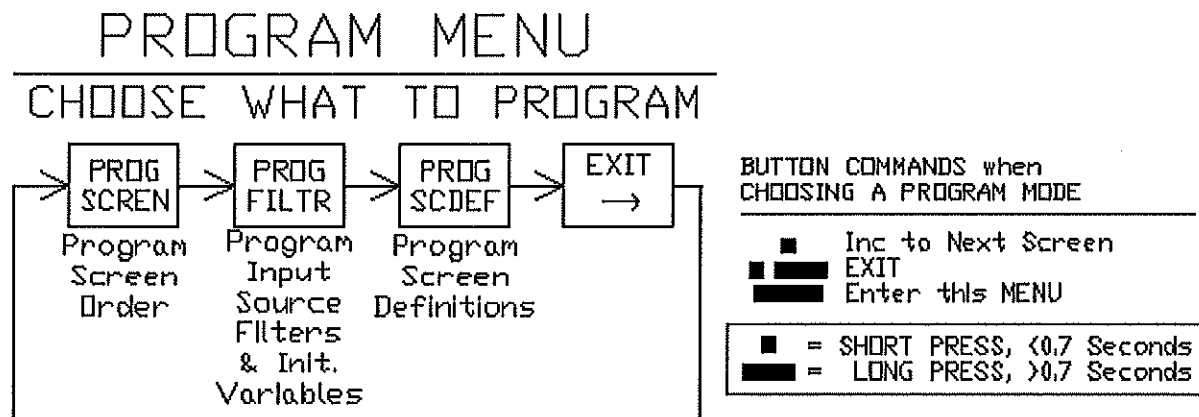 PROGRAM MENU
CHOOSE WHAT TO PROGRAM
PROG
SCREN
Program
Screen
Order
PROG
FILTR
Program
Input
Source
Filters
& Init.
Variables
PROG
SCDEF
Program
Screen
Definitions
EXIT
→
BUTTON COMMANDS when
CHOOSING A PROGRAM MODE
Inc to Next Screen
EXIT
Enter this MENU
= SHORT PRESS, <0.7 Seconds
= LONG PRESS, >0.7 Seconds